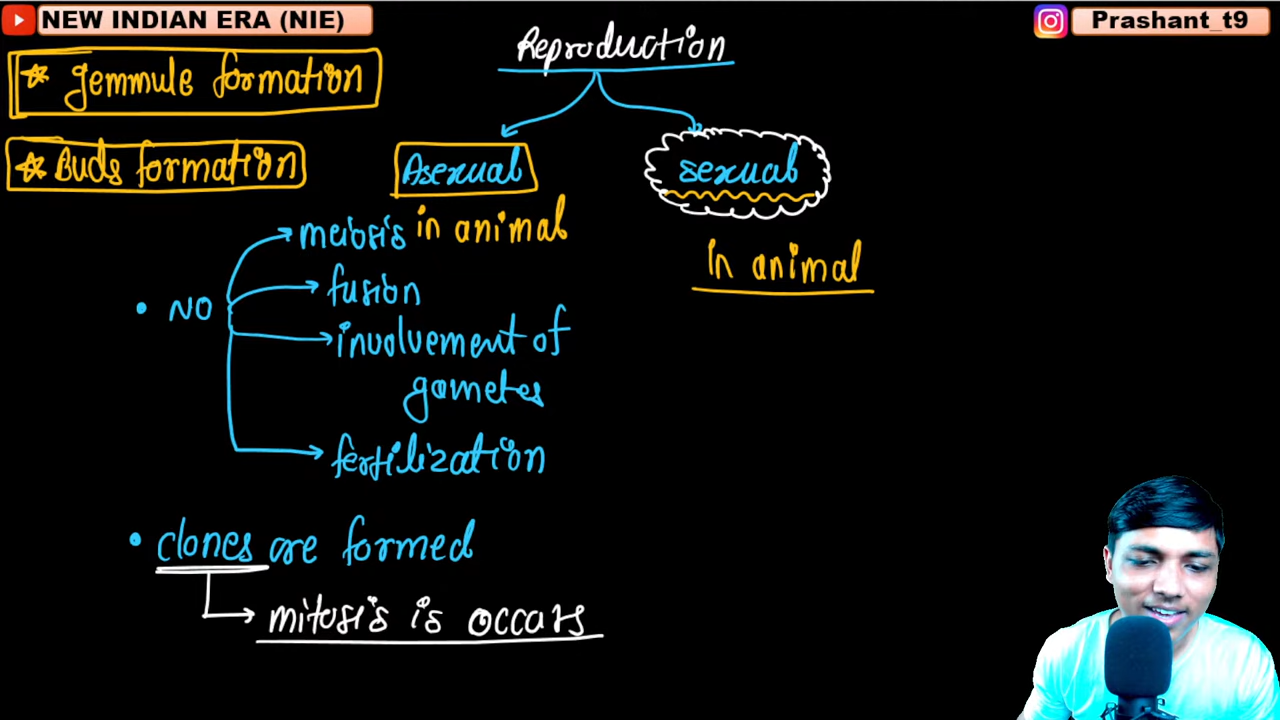 NEW INDIAN ERA (NIE)
Prashant_t9
Reproduction
☆ gemmule formation
☆ Buds formation
Asexual
sexual
in animal
• NO
meiosis in animal
fusion
involvement of
gametes
fertilization
• clones are formed
mitosis is occurs